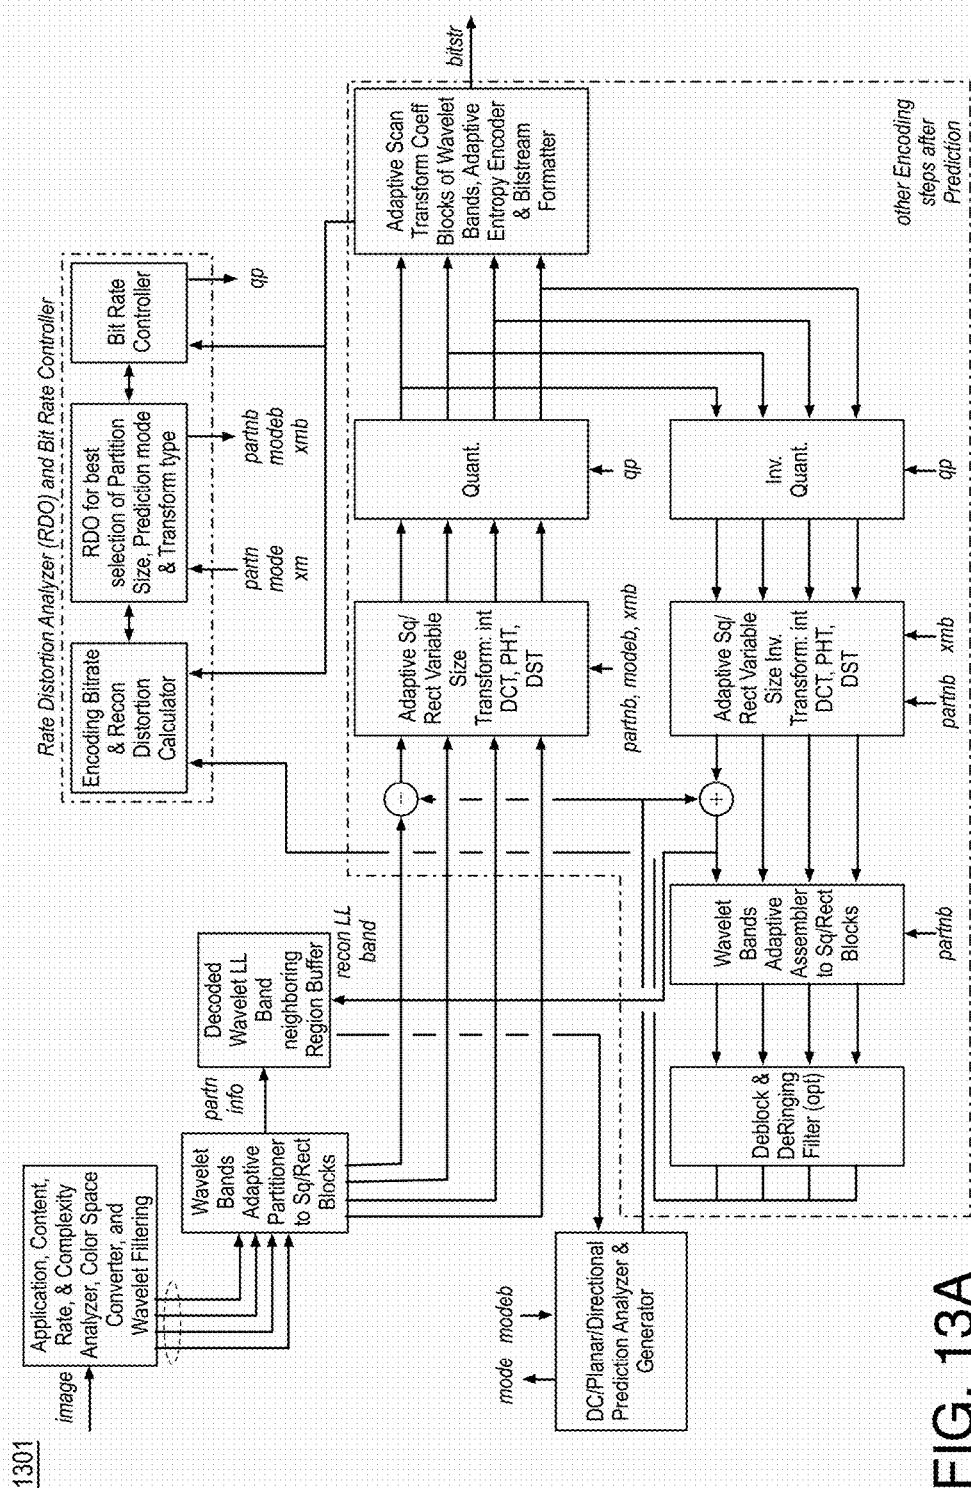 1301
image
Application, Content,
Rate, & Complexity
Analyzer, Color Space
Converter, and
Wavelet Filtering
Wavelet
Bands
Adaptive
Partitioner
to Sq/Rect
Blocks
partn
info
Decoded
Wavelet LL
Band
neighboring
Region Buffer
recon LL
band
mode
modeb
DC/Planar/Directional
Prediction Analyzer &
Generator
Rate Distortion Analyzer (RDO) and Bit Rate Controller
Encoding Bitrate
& Recon
Distortion
Calculator
RDO for best
selection of Partition
Size, Prediction mode
& Transform type
Bit Rate
Controller
partn
mode
xm
partnb
modeb
xmb
qp
-
Adaptive Sq/
Rect Variable
Size
Transform: int
DCT, PHT,
DST
partnb, modeb, xmb
Quant.
qp
Adaptive Scan
Transform Coeff
Blocks of Wavelet
Bands, Adaptive
Entropy Encoder
& Bitstream
Formatter
bitstr
Deblock &
DeRinging
Filter (opt)
Wavelet
Bands
Adaptive
Assembler
to Sq/Rect
Blocks
partnb
+
Adaptive Sq/
Rect Variable
Size Inv.
Transform: int
DCT, PHT,
DST
partnb
xmb
Inv.
Quant.
qp
other Encoding
steps after
Prediction
FIG. 13A